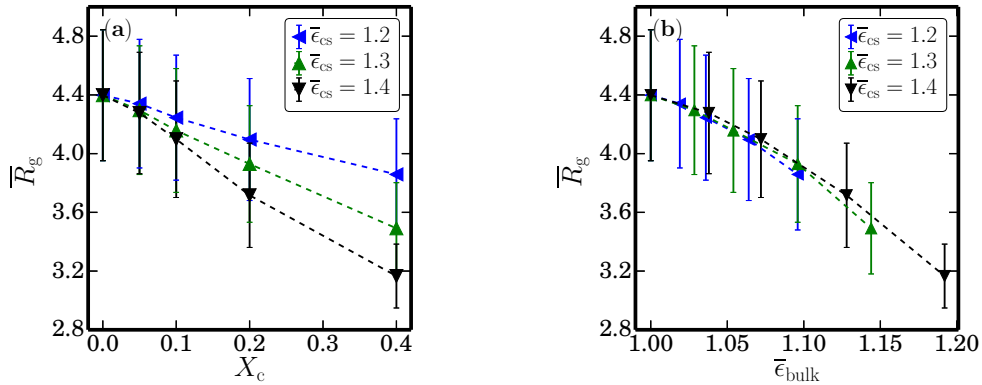 (a)
ϵ̅cs = 1.2
ϵ̅cs = 1.3
ϵ̅cs = 1.4
4.8
4.4
4.0
3.6
3.2
2.8
R̅g
0.0 0.1 0.2 0.3 0.4
Xc
(b)
ϵ̅cs = 1.2
ϵ̅cs = 1.3
ϵ̅cs = 1.4
4.8
4.4
4.0
3.6
3.2
2.8
R̅g
1.00 1.05 1.10 1.15 1.20
ϵ̅bulk